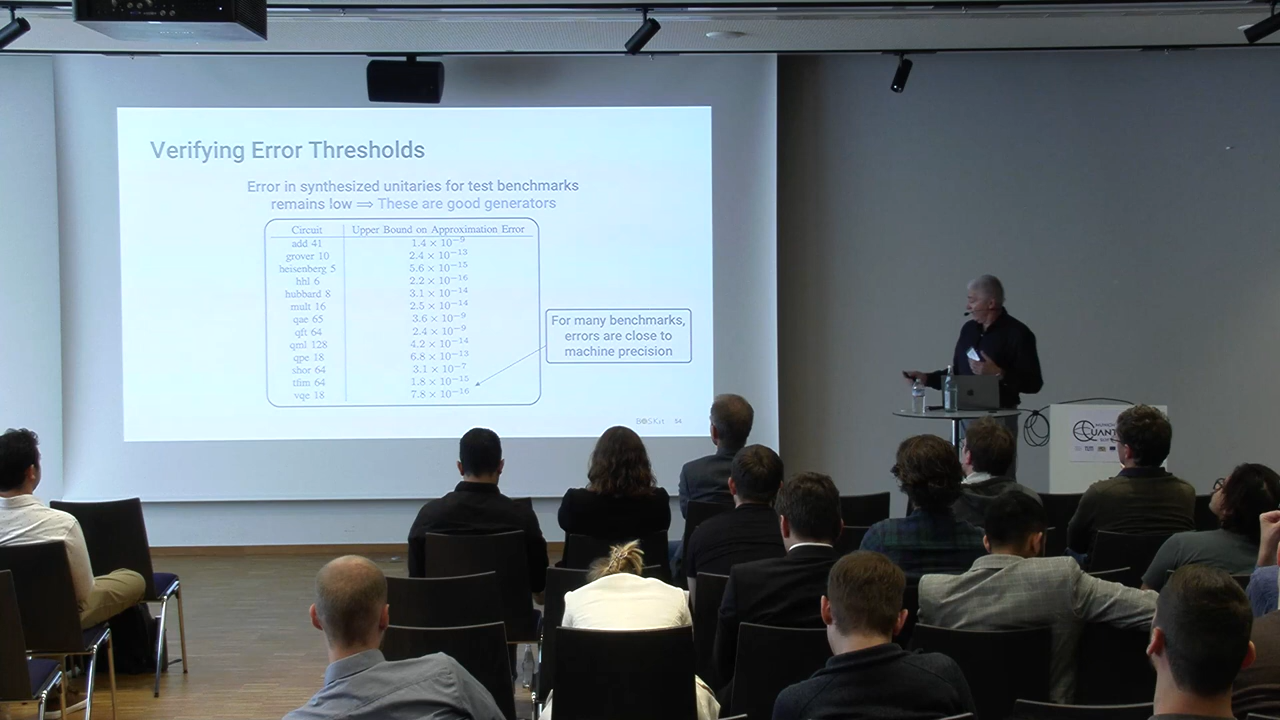 Verifying Error Thresholds
Error in synthesized unitaries for test benchmarks
remains low ⟹ These are good generators
Circuit Upper Bound on Approximation Error
add 41 1.4 × 10⁻⁹
grover 10 2.4 × 10⁻¹³
heisenberg 5 5.6 × 10⁻¹⁵
hhl 6 2.2 × 10⁻¹⁶
hubbard 8 3.1 × 10⁻¹⁴
mult 16 2.5 × 10⁻¹⁴
qae 65 3.6 × 10⁻⁹
qft 64 2.4 × 10⁻⁹
qml 128 4.2 × 10⁻¹⁴
qpe 18 6.8 × 10⁻¹³
shor 64 3.1 × 10⁻⁷
tfim 64 1.8 × 10⁻¹⁵
vqe 18 7.8 × 10⁻¹⁶
For many benchmarks,
errors are close to
machine precision
BQSKit 34